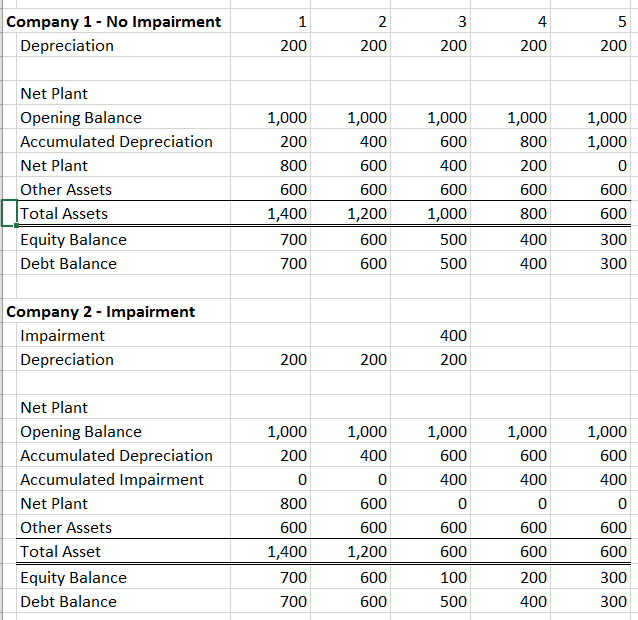 Company 1 - No Impairment 1 2 3 4 5
Depreciation 200 200 200 200 200
Net Plant
Opening Balance 1,000 1,000 1,000 1,000 1,000
Accumulated Depreciation 200 400 600 800 1,000
Net Plant 800 600 400 200 0
Other Assets 600 600 600 600 600
Total Assets 1,400 1,200 1,000 800 600
Equity Balance 700 600 500 400 300
Debt Balance 700 600 500 400 300
Company 2 - Impairment
Impairment 400
Depreciation 200 200 200
Net Plant
Opening Balance 1,000 1,000 1,000 1,000 1,000
Accumulated Depreciation 200 400 600 600 600
Accumulated Impairment 0 0 400 400 400
Net Plant 800 600 0 0 0
Other Assets 600 600 600 600 600
Total Asset 1,400 1,200 600 600 600
Equity Balance 700 600 100 200 300
Debt Balance 700 600 500 400 300